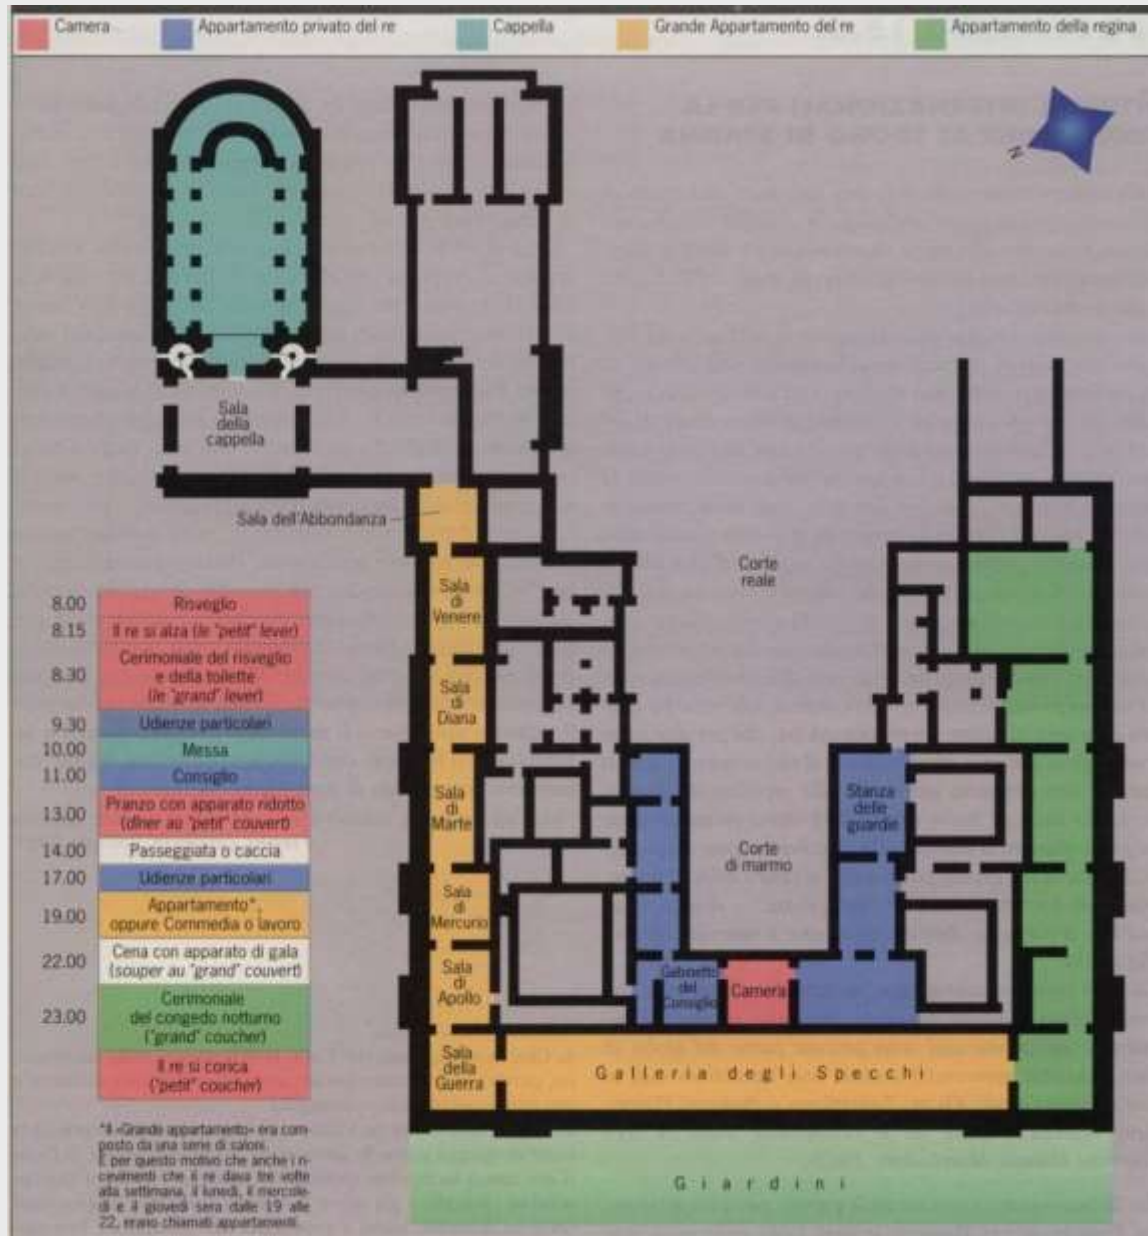 Camera
Appartamento privato del re
Cappella
Grande Appartamento del re
Appartamento della regina
N
Sala
della
cappella
Sala dell'Abbondanza
Sala
di
Venere
Corte
reale
Sala
di
Diana
Sala
di
Marte
Stanza
delle
guardie
Corte
di marmo
Sala
di
Mercurio
Sala
di
Apollo
Gabinetto
del
Consiglio
Camera
Sala
della
Guerra
Galleria degli Specchi
Giardini
8.00 Risveglio
8.15 Il re si alza (le "petit" lever)
8.30 Cerimoniale del risveglio
e della toilette
(le "grand" lever)
9.30 Udienze particolari
10.00 Messa
11.00 Consiglio
13.00 Pranzo con apparato ridotto
(dîner au "petit" couvert)
14.00 Passeggiata o caccia
17.00 Udienze particolari
19.00 Appartamento*,
oppure Commedia o lavoro
22.00 Cena con apparato di gala
(souper au "grand" couvert)
23.00 Cerimoniale
del congedo notturno
("grand" coucher)
Il re si corica
("petit" coucher)
*Il «Grande appartamento» era com-
posto da una serie di saloni.
È per questo motivo che anche i ri-
cevimenti che il re dava tre volte
alla settimana, il lunedì, il mercole-
dì e il giovedì sera dalle 19 alle
22, erano chiamati appartamenti.